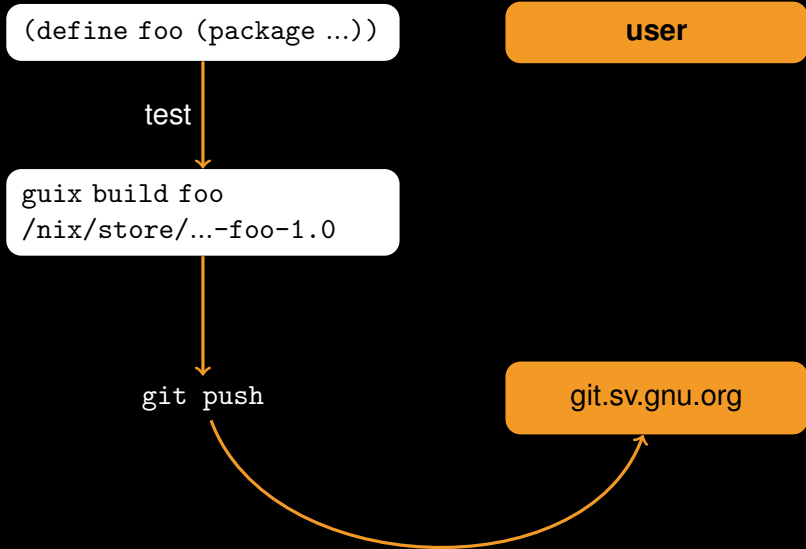 (define foo (package ...))
user
test
guix build foo
/nix/store/...-foo-1.0
git push
git.sv.gnu.org